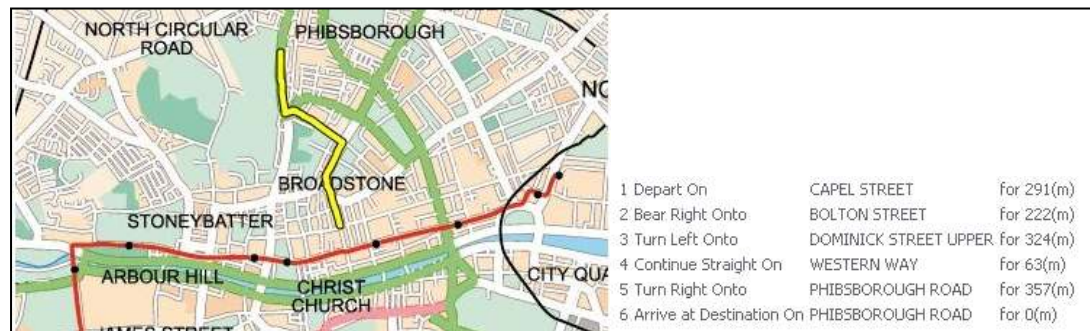 NORTH CIRCULAR
ROAD
PHIBSBOROUGH
NO
BROADSTONE
STONEYBATTER
ARBOUR HILL
CHRIST
CHURCH
CITY QUA
JAMES STREET
1 Depart On CAPEL STREET for 291(m)
2 Bear Right Onto BOLTON STREET for 222(m)
3 Turn Left Onto DOMINICK STREET UPPER for 324(m)
4 Continue Straight On WESTERN WAY for 63(m)
5 Turn Right Onto PHIBSBOROUGH ROAD for 357(m)
6 Arrive at Destination On PHIBSBOROUGH ROAD for 0(m)